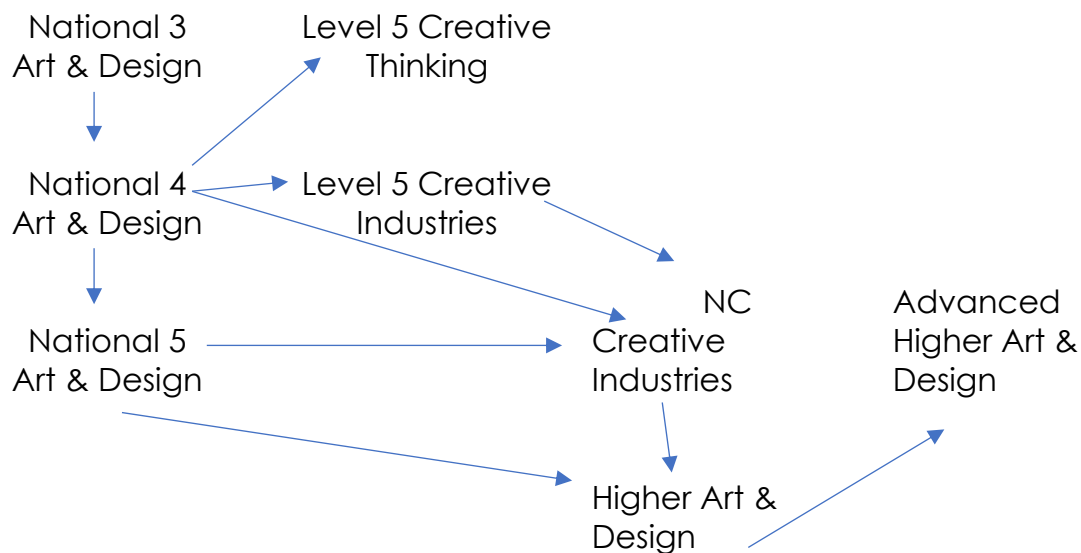 National 3
Art & Design
Level 5 Creative
Thinking
National 4
Art & Design
Level 5 Creative
Industries
National 5
Art & Design
NC
Creative
Industries
Advanced
Higher Art &
Design
Higher Art &
Design